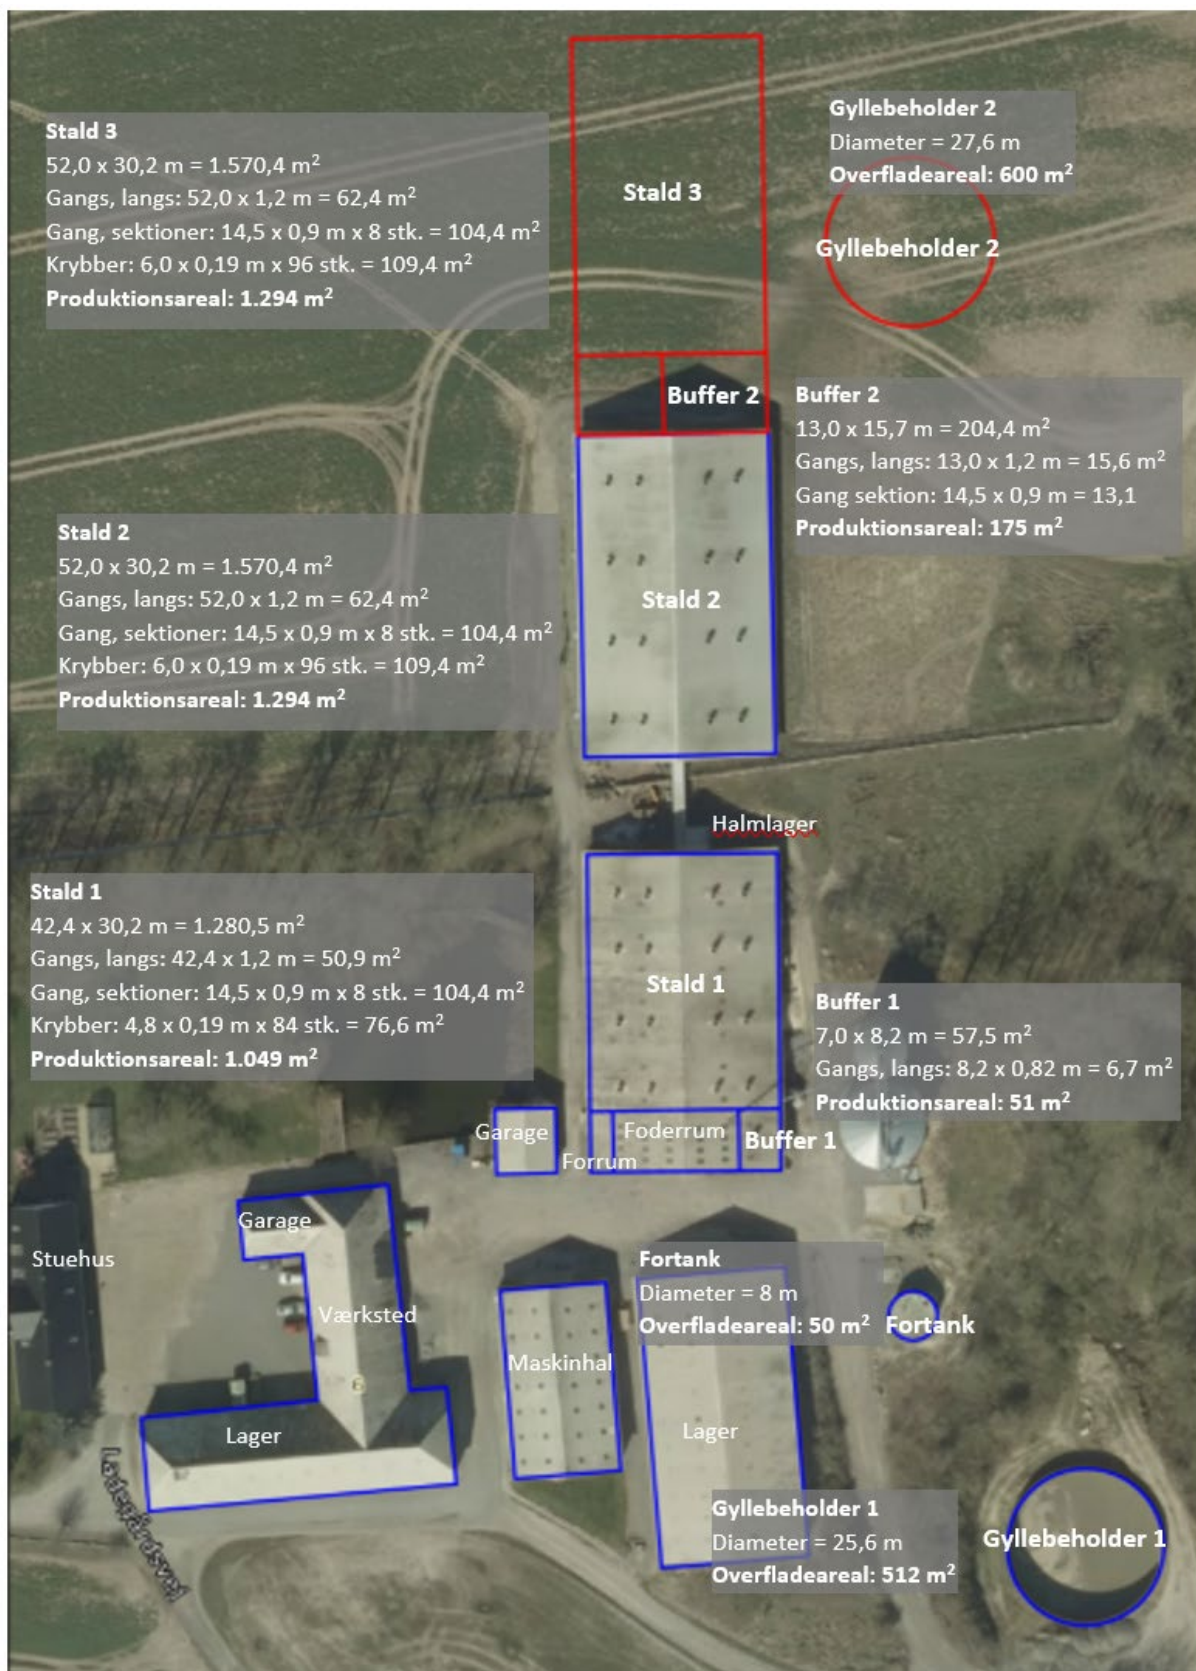 Stald 3
52,0 x 30,2 m = 1.570,4 m²
Gangs, langs: 52,0 x 1,2 m = 62,4 m²
Gang, sektioner: 14,5 x 0,9 m x 8 stk. = 104,4 m²
Krybber: 6,0 x 0,19 m x 96 stk. = 109,4 m²
Produktionsareal: 1.294 m²
Stald 3
Gyllebeholder 2
Diameter = 27,6 m
Overfladeareal: 600 m²
Gyllebeholder 2
Buffer 2
Buffer 2
13,0 x 15,7 m = 204,4 m²
Gangs, langs: 13,0 x 1,2 m = 15,6 m²
Gang sektion: 14,5 x 0,9 m = 13,1
Produktionsareal: 175 m²
Stald 2
52,0 x 30,2 m = 1.570,4 m²
Gangs, langs: 52,0 x 1,2 m = 62,4 m²
Gang, sektioner: 14,5 x 0,9 m x 8 stk. = 104,4 m²
Krybber: 6,0 x 0,19 m x 96 stk. = 109,4 m²
Produktionsareal: 1.294 m²
Stald 2
Halmlager
Stald 1
42,4 x 30,2 m = 1.280,5 m²
Gangs, langs: 42,4 x 1,2 m = 50,9 m²
Gang, sektioner: 14,5 x 0,9 m x 8 stk. = 104,4 m²
Krybber: 4,8 x 0,19 m x 84 stk. = 76,6 m²
Produktionsareal: 1.049 m²
Stald 1
Buffer 1
7,0 x 8,2 m = 57,5 m²
Gangs, langs: 8,2 x 0,82 m = 6,7 m²
Produktionsareal: 51 m²
Garage
Forrum
Foderrum
Buffer 1
Garage
Stuehus
Værksted
Lager
Maskinhal
Fortank
Diameter = 8 m
Overfladeareal: 50 m²
Fortank
Lager
Ladegårdsvej
Gyllebeholder 1
Diameter = 25,6 m
Overfladeareal: 512 m²
Gyllebeholder 1